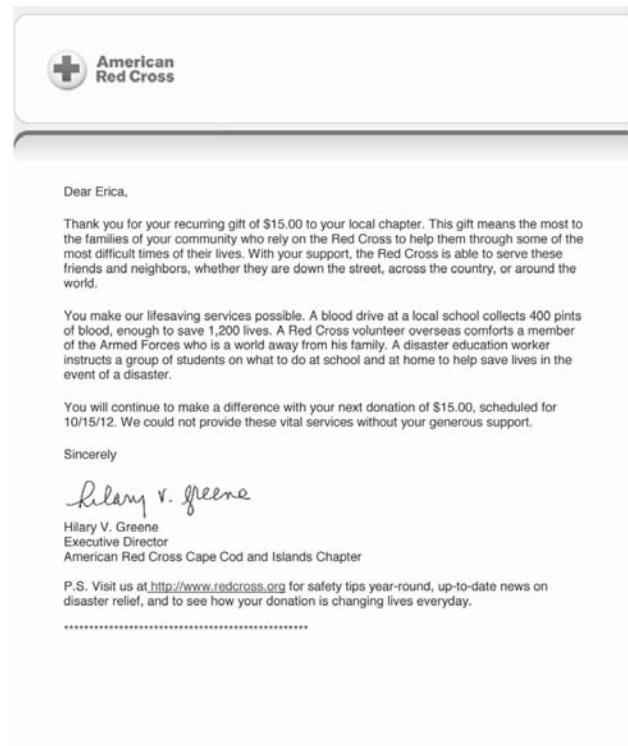 American
Red Cross
Dear Erica,
Thank you for your recurring gift of $15.00 to your local chapter. This gift means the most to
the families of your community who rely on the Red Cross to help them through some of the
most difficult times of their lives. With your support, the Red Cross is able to serve these
friends and neighbors, whether they are down the street, across the country, or around the
world.
You make our lifesaving services possible. A blood drive at a local school collects 400 pints
of blood, enough to save 1,200 lives. A Red Cross volunteer overseas comforts a member
of the Armed Forces who is a world away from his family. A disaster education worker
instructs a group of students on what to do at school and at home to help save lives in the
event of a disaster.
You will continue to make a difference with your next donation of $15.00, scheduled for
10/15/12. We could not provide these vital services without your generous support.
Sincerely
Hilary V. Greene
Hilary V. Greene
Executive Director
American Red Cross Cape Cod and Islands Chapter
P.S. Visit us at http://www.redcross.org for safety tips year-round, up-to-date news on
disaster relief, and to see how your donation is changing lives everyday.
*************************************************